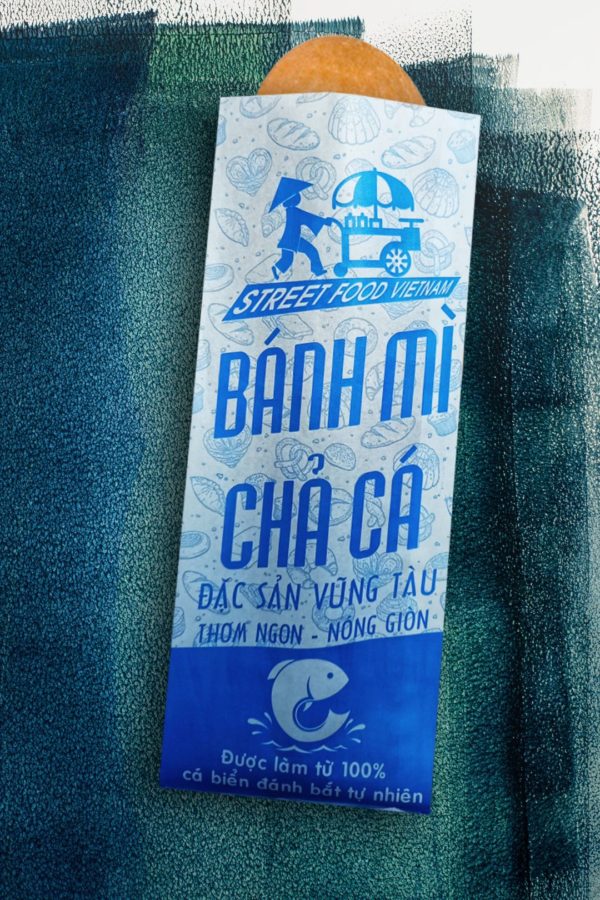 STREET FOOD VIETNAM
BÁNH MÌ
CHẢ CÁ
ĐẶC SẢN VŨNG TÀU
THƠM NGON - NÓNG GIÒN
Được làm từ 100%
cá biển đánh bắt tự nhiên